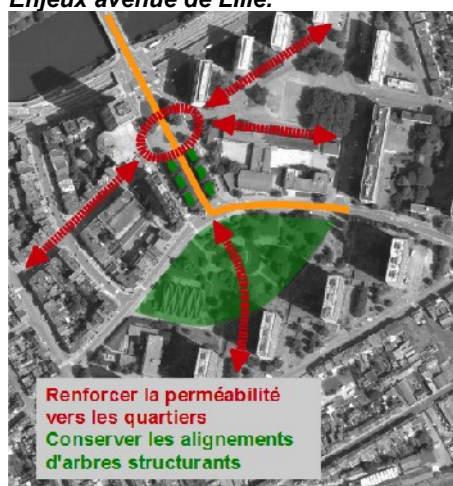 Enjeux avenue de Lille.
Renforcer la perméabilité
vers les quartiers
Conserver les alignements
d'arbres structurants